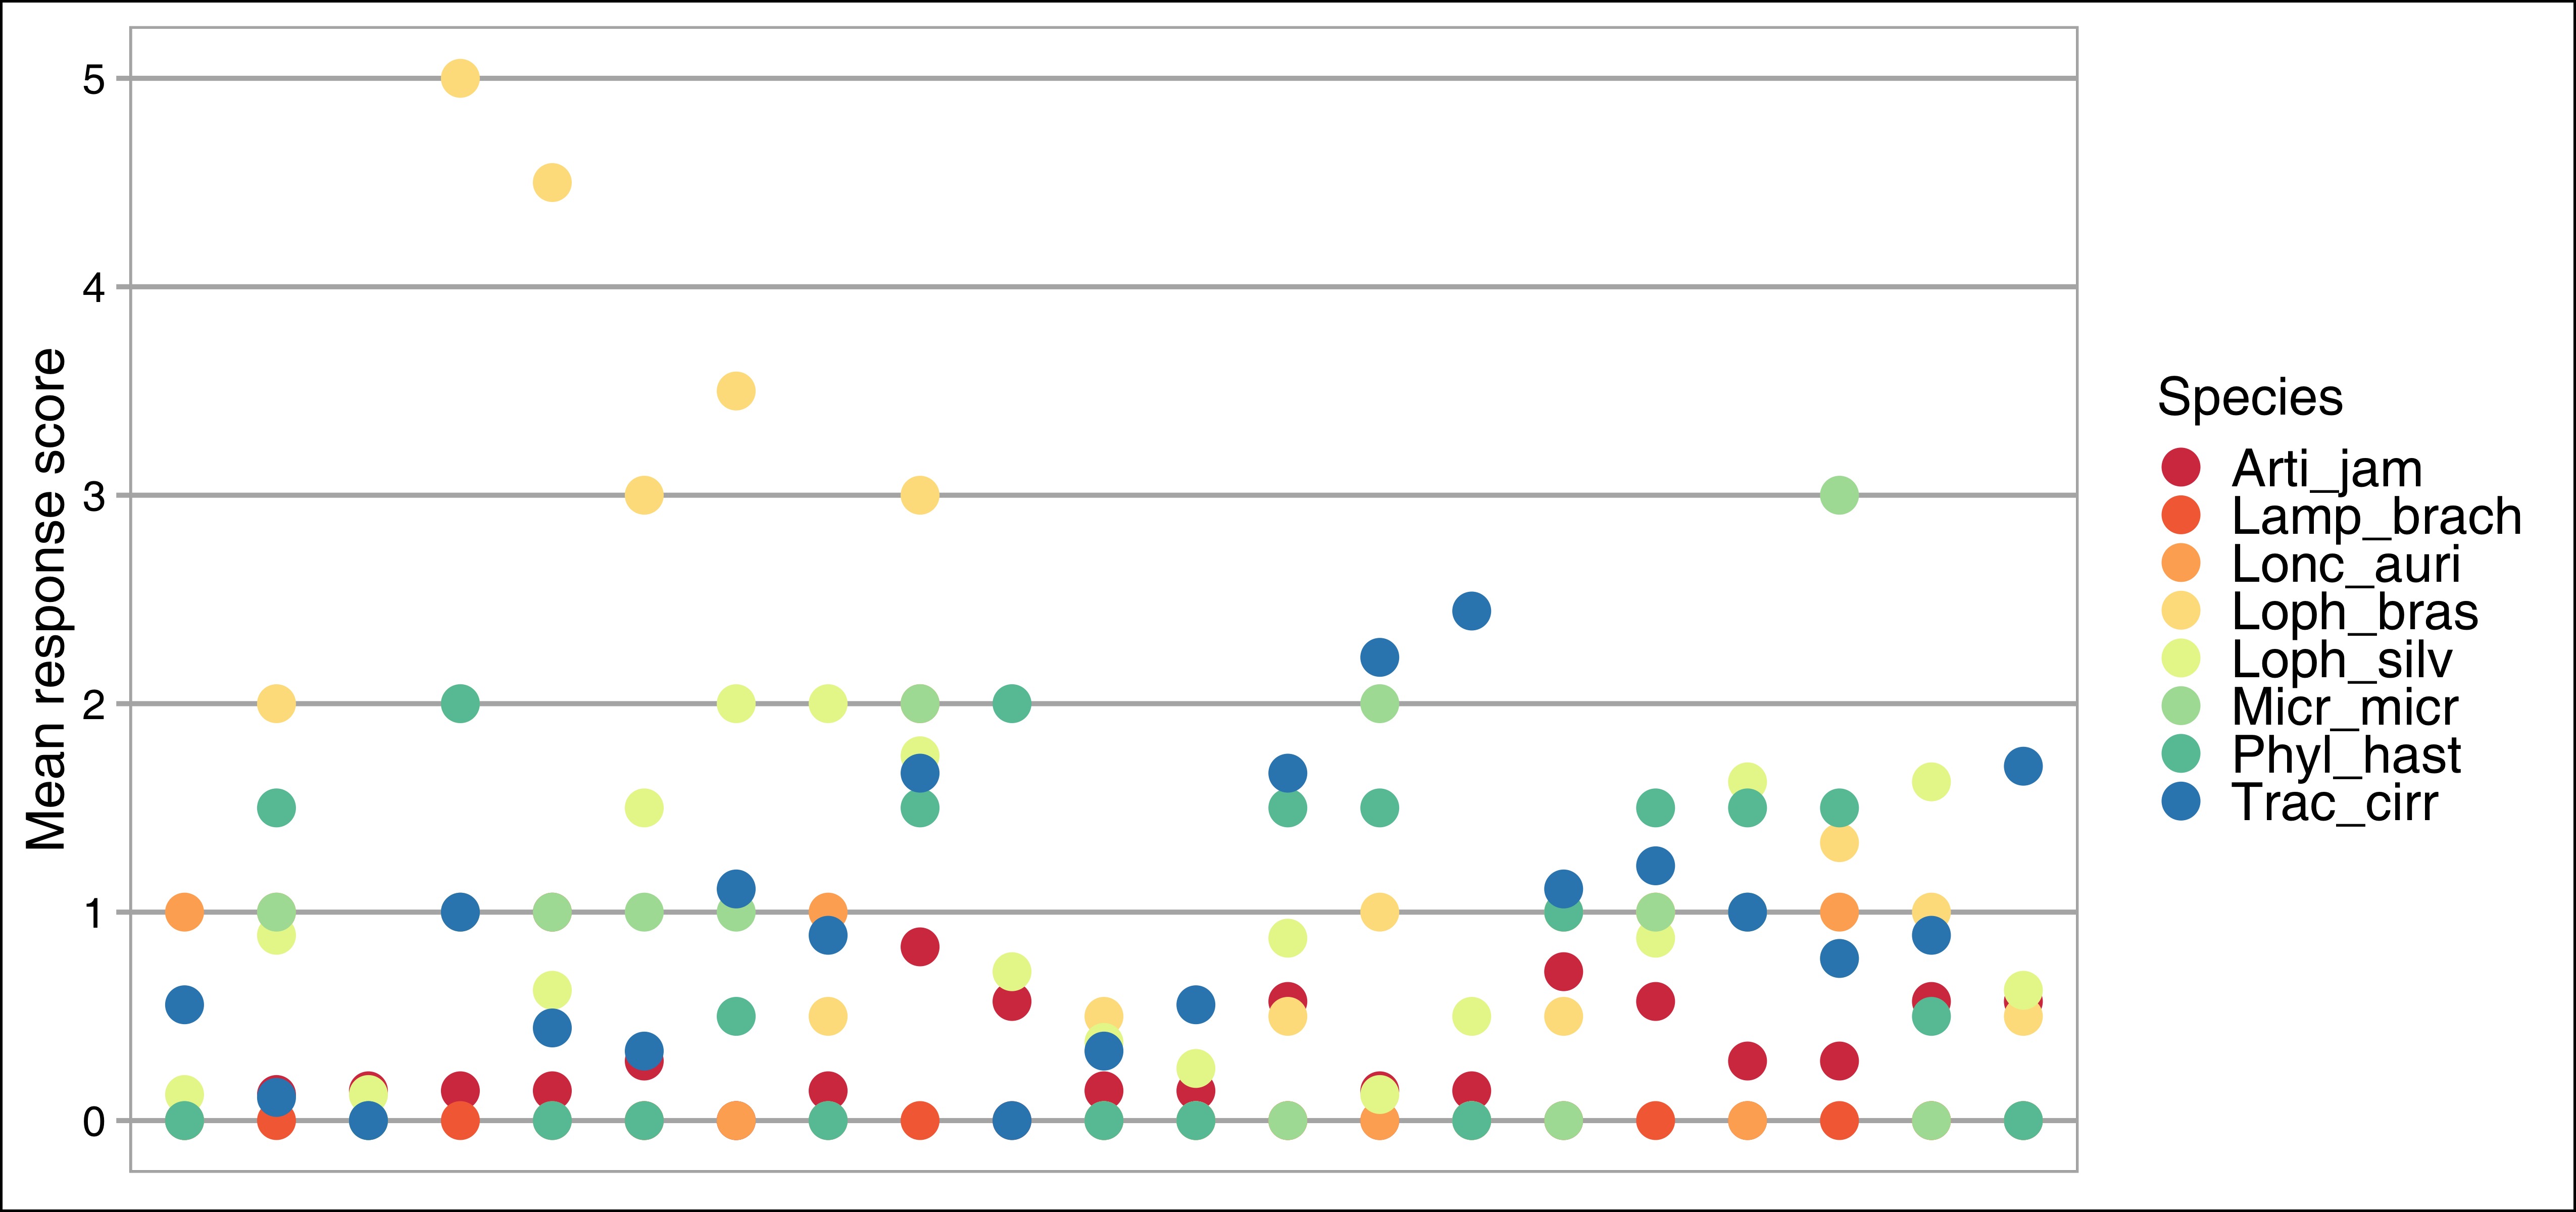 5
4
3
2
1
0
Mean response score
Species
Arti_jam
Lamp_brach
Lonc_auri
Loph_bras
Loph_silv
Micr_micr
Phyl_hast
Trac_cirr